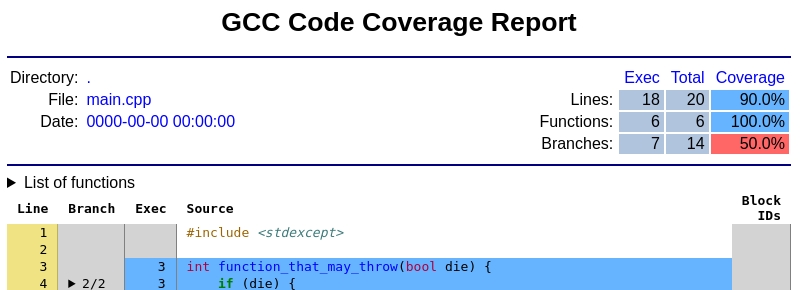 GCC Code Coverage Report
Directory: .
File: main.cpp
Date: 0000-00-00 00:00:00
Exec Total Coverage
Lines: 18 20 90.0%
Functions: 6 6 100.0%
Branches: 7 14 50.0%
▶ List of functions
Line Branch Exec Source Block IDs
1 #include <stdexcept>
2
3 3 int function_that_may_throw(bool die) {
4 ▶ 2/2 3 if (die) {